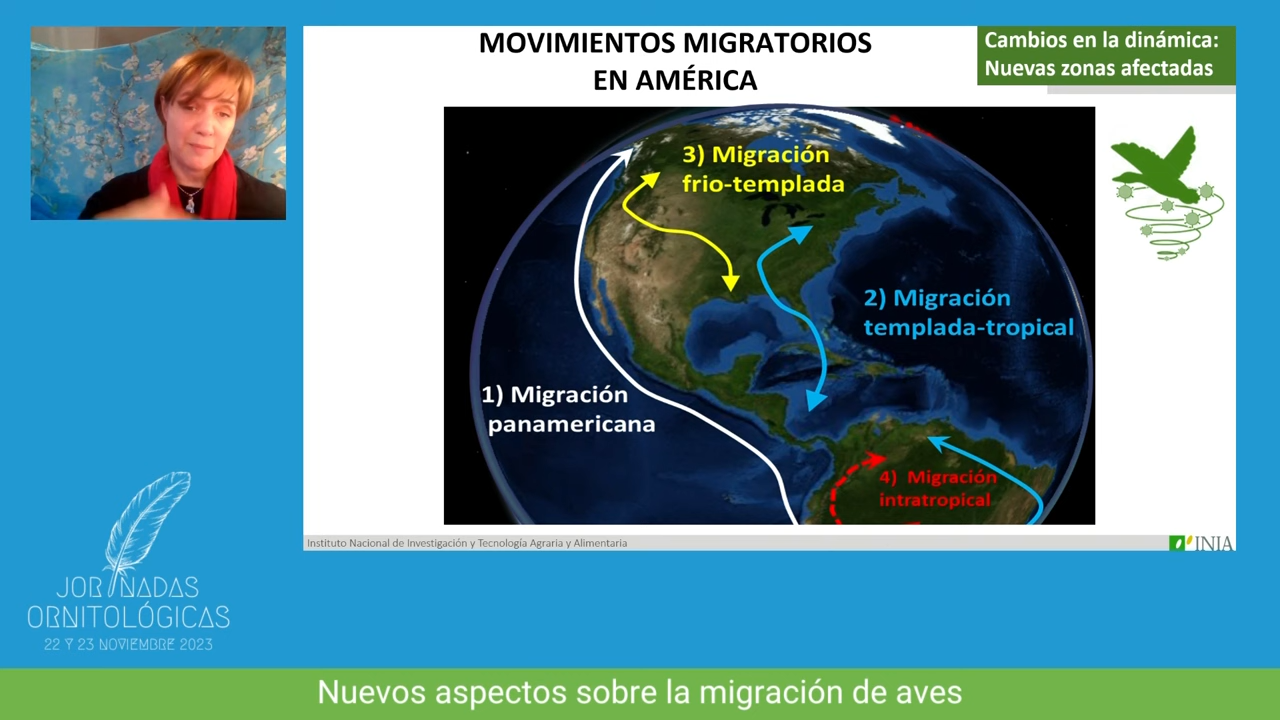 MOVIMIENTOS MIGRATORIOS
EN AMÉRICA
Cambios en la dinámica:
Nuevas zonas afectadas
3) Migración
frio-templada
2) Migración
templada-tropical
1) Migración
panamericana
4) Migración
intratropical
Instituto Nacional de Investigación y Tecnología Agraria y Alimentaria
INIA
JORNADAS
ORNITOLÓGICAS
22 Y 23 NOVIEMBRE 2023
Nuevos aspectos sobre la migración de aves